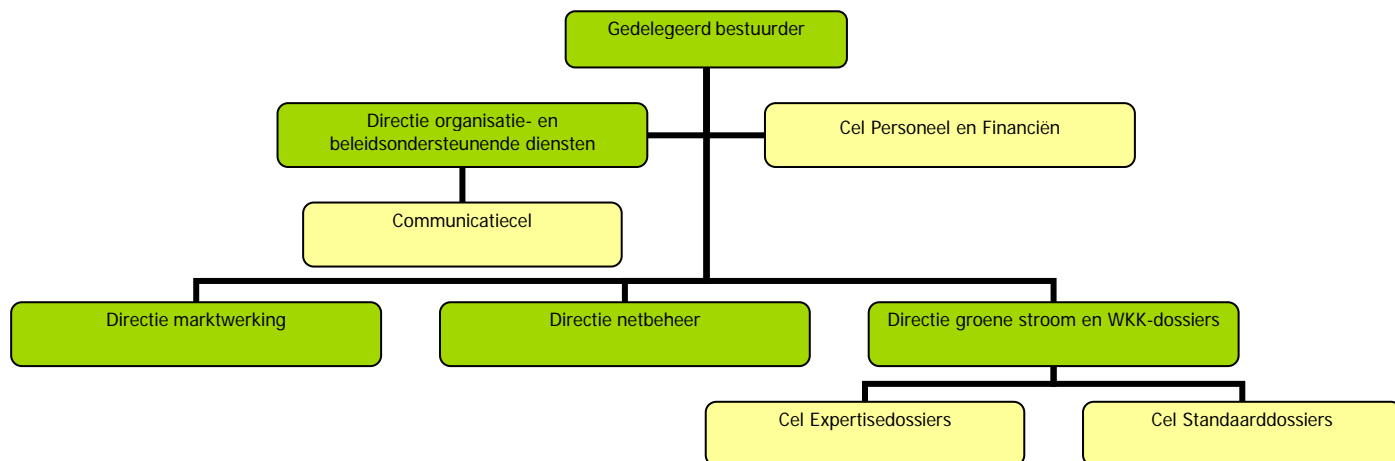 Gedelegeerd bestuurder
Directie organisatie- en
beleidsondersteunende diensten
Cel Personeel en Financiën
Communicatiecel
Directie marktwerking
Directie netbeheer
Directie groene stroom en WKK-dossiers
Cel Expertisedossiers
Cel Standaarddossiers